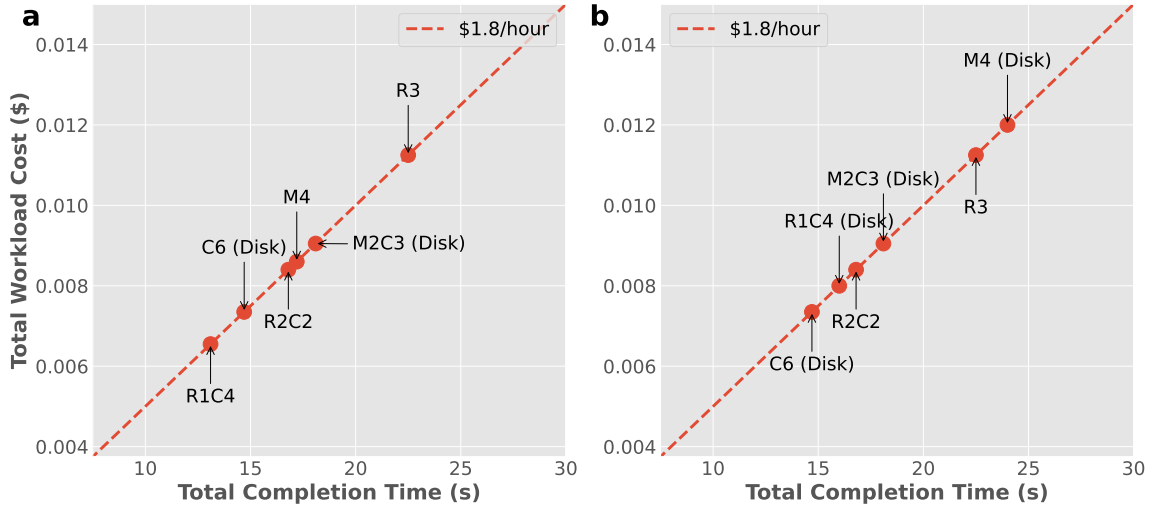 a
$1.8/hour
Total Workload Cost ($)
0.014
0.012
0.010
0.008
0.006
0.004
R3
M4
C6 (Disk)
M2C3 (Disk)
R2C2
R1C4
10
15
20
25
30
Total Completion Time (s)
b
$1.8/hour
0.014
0.012
0.010
0.008
0.006
0.004
M4 (Disk)
M2C3 (Disk)
R3
R1C4 (Disk)
R2C2
C6 (Disk)
10
15
20
25
30
Total Completion Time (s)